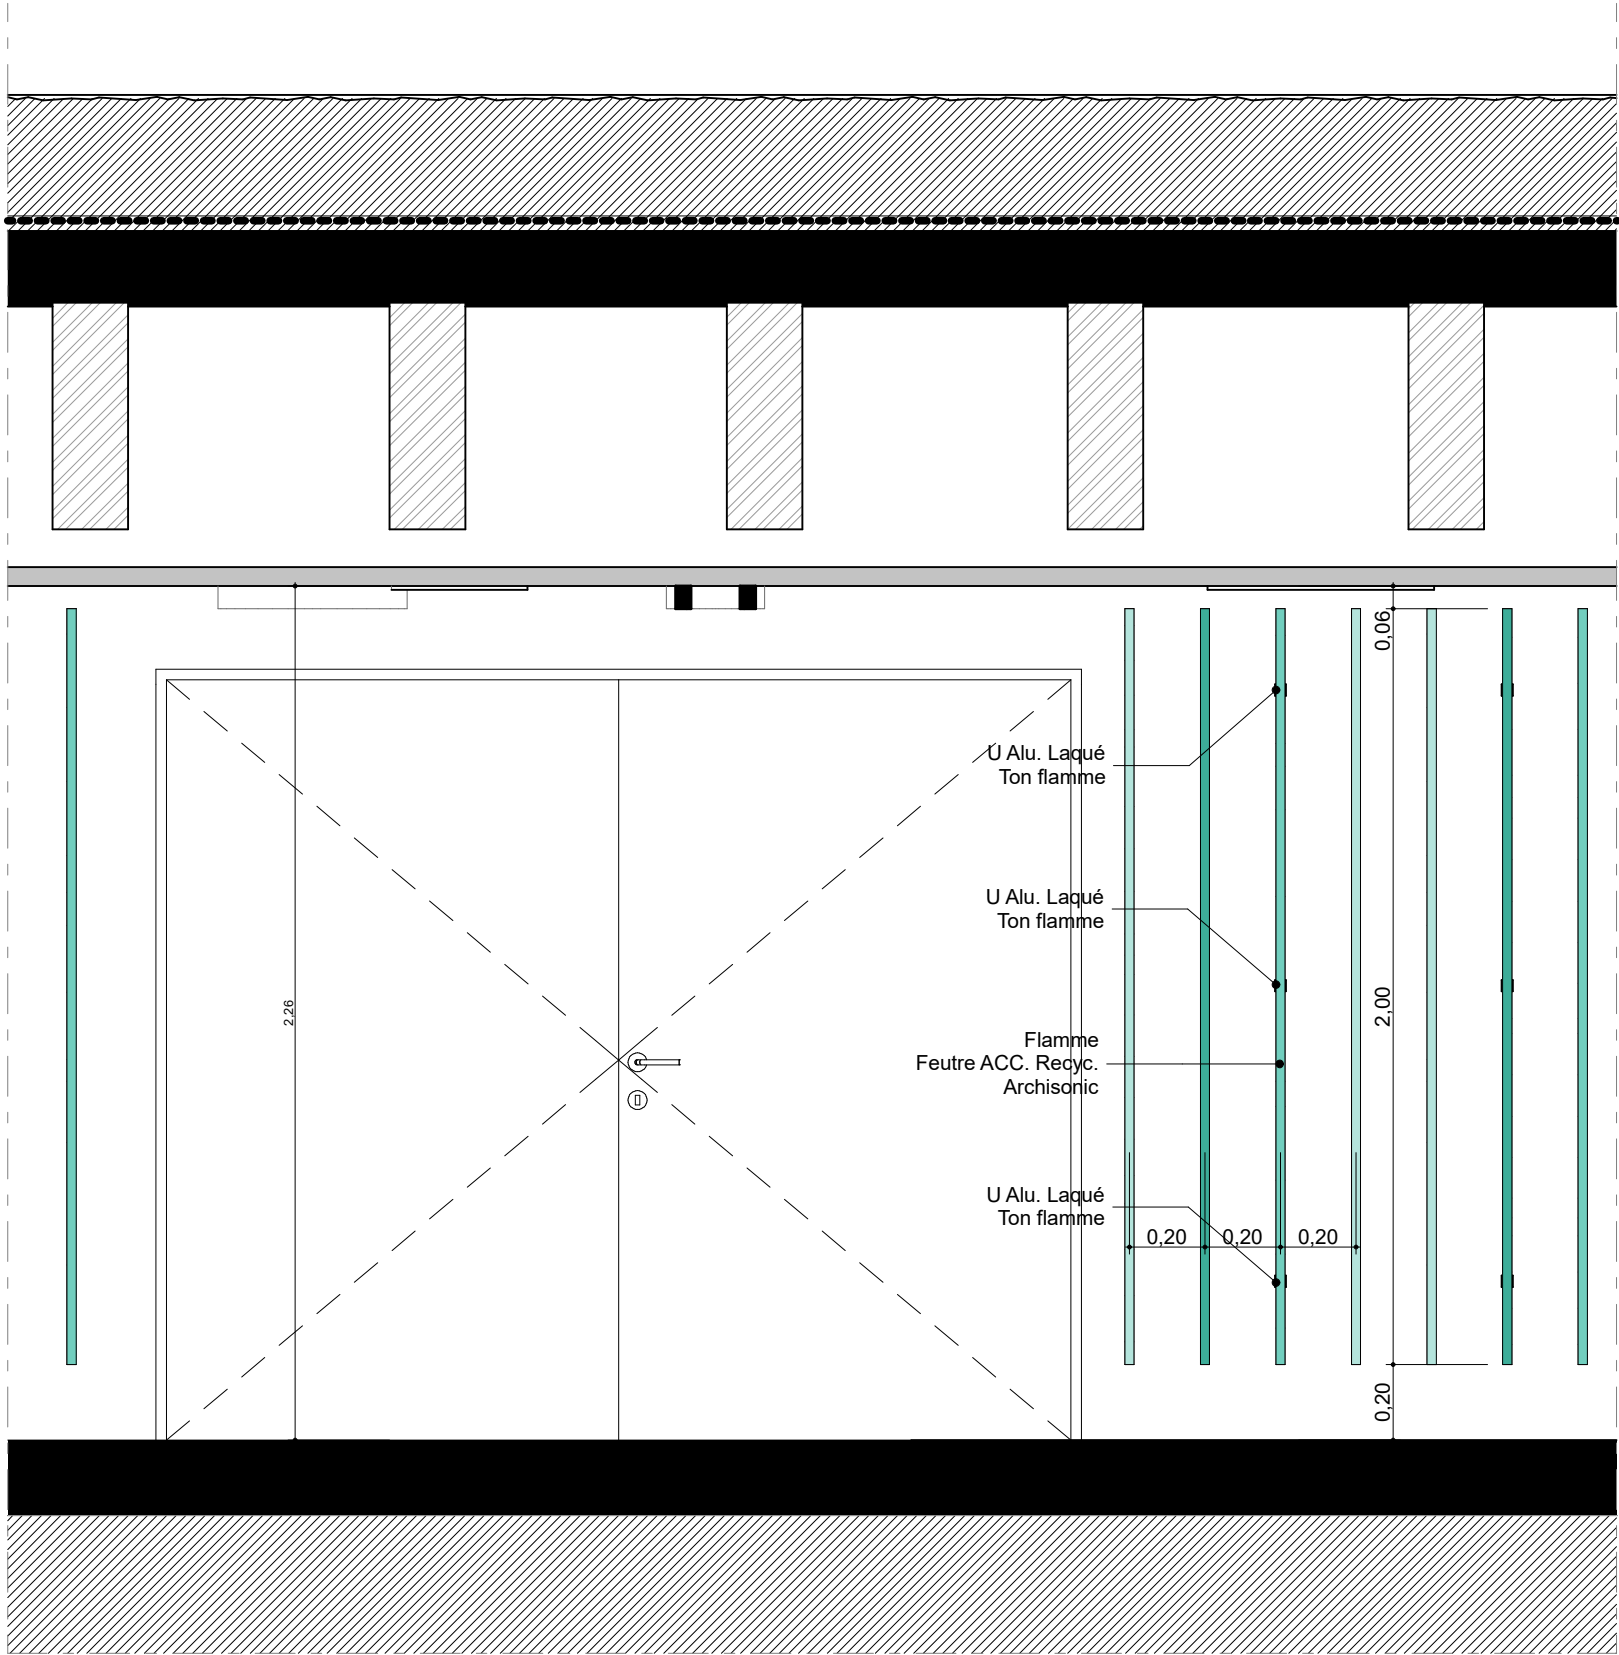 0,06
U Alu. Laqué
Ton flamme
U Alu. Laqué
Ton flamme
2,26
2,00
Flamme
Feutre ACC. Recyc.
Archisonic
U Alu. Laqué
Ton flamme
0,20
0,20
0,20
0,20